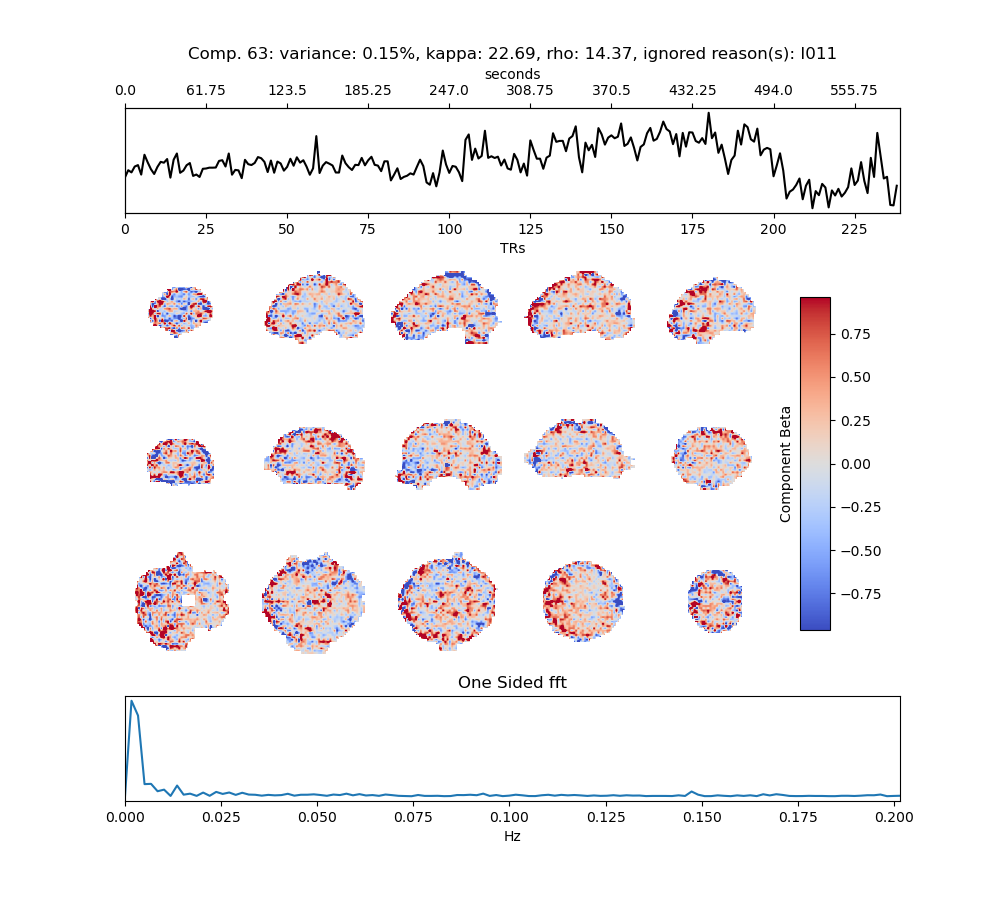 Comp. 63: variance: 0.15%, kappa: 22.69, rho: 14.37, ignored reason(s): I011
seconds
0.0 61.75 123.5 185.25 247.0 308.75 370.5 432.25 494.0 555.75
0 25 50 75 100 125 150 175 200 225
TRs
0.75
0.50
0.25
0.00
−0.25
−0.50
−0.75
Component Beta
One Sided fft
0.000 0.025 0.050 0.075 0.100 0.125 0.150 0.175 0.200
Hz